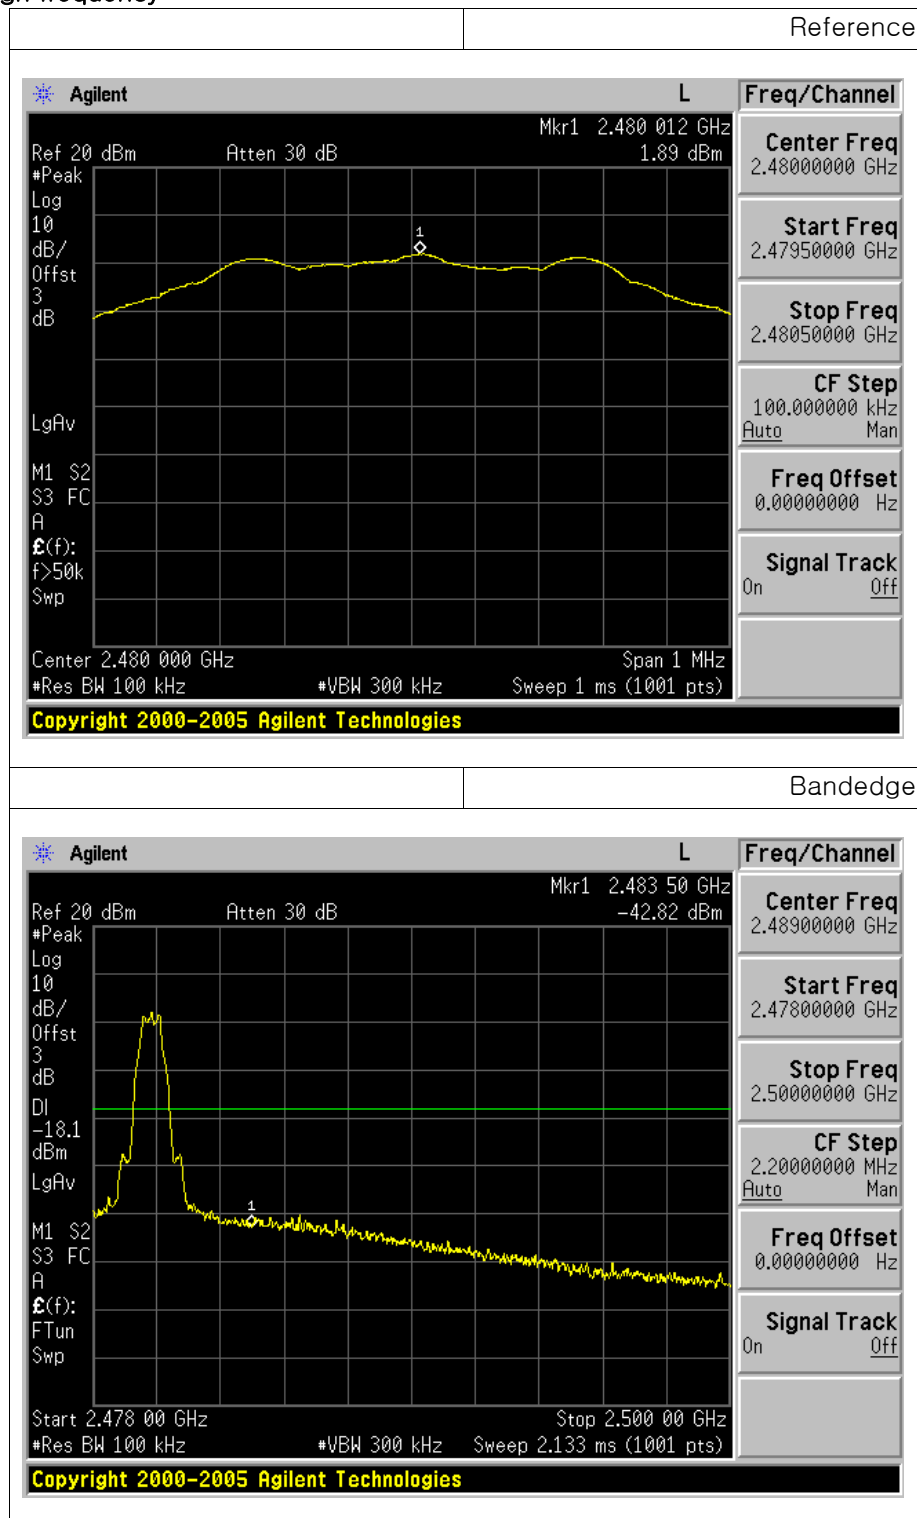 gh frequency
Reference
Agilent L Freq/Channel
Mkr1 2.480 012 GHz
Ref 20 dBm Atten 30 dB 1.89 dBm
#Peak
Log
10
dB/
Offst
3
dB
LgAv
M1 S2
S3 FC
A
£(f):
f>50k
Swp
1
Center 2.480 000 GHz Span 1 MHz
#Res BW 100 kHz #VBW 300 kHz Sweep 1 ms (1001 pts)
Copyright 2000-2005 Agilent Technologies
Center Freq
2.48000000 GHz
Start Freq
2.47950000 GHz
Stop Freq
2.48050000 GHz
CF Step
100.000000 kHz
Auto Man
Freq Offset
0.00000000 Hz
Signal Track
On Off
Bandedge
Agilent L Freq/Channel
Mkr1 2.483 50 GHz
Ref 20 dBm Atten 30 dB -42.82 dBm
#Peak
Log
10
dB/
Offst
3
dB
DI
-18.1
dBm
LgAv
M1 S2
S3 FC
A
£(f):
FTun
Swp
1
Start 2.478 00 GHz Stop 2.500 00 GHz
#Res BW 100 kHz #VBW 300 kHz Sweep 2.133 ms (1001 pts)
Copyright 2000-2005 Agilent Technologies
Center Freq
2.48900000 GHz
Start Freq
2.47800000 GHz
Stop Freq
2.50000000 GHz
CF Step
2.20000000 MHz
Auto Man
Freq Offset
0.00000000 Hz
Signal Track
On Off